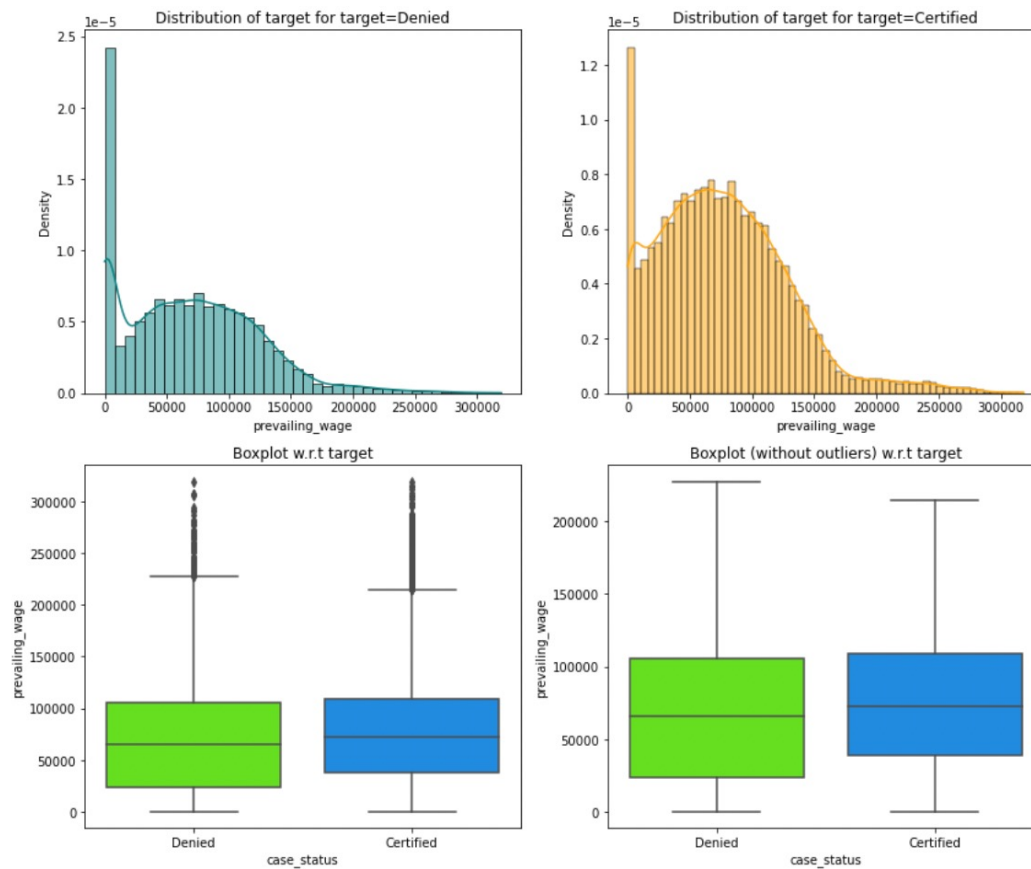 Distribution of target for target=Denied
1e−5
2.5
2.0
1.5
1.0
0.5
0.0
Density
0 50000 100000 150000 200000 250000 300000
prevailing_wage
Distribution of target for target=Certified
1e−5
1.2
1.0
0.8
0.6
0.4
0.2
0.0
Density
0 50000 100000 150000 200000 250000 300000
prevailing_wage
Boxplot w.r.t target
300000
250000
200000
150000
100000
50000
0
prevailing_wage
Denied Certified
case_status
Boxplot (without outliers) w.r.t target
200000
150000
100000
50000
0
prevailing_wage
Denied Certified
case_status